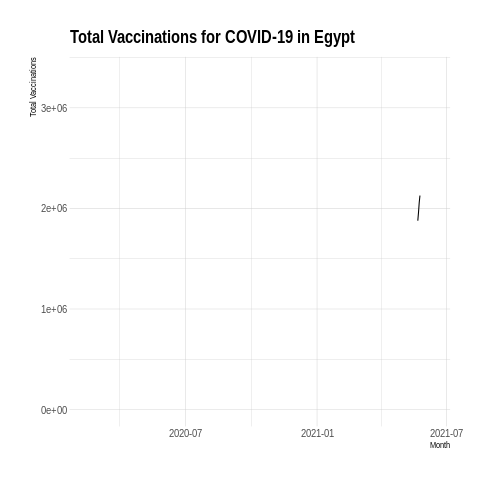 Total Vaccinations for COVID-19 in Egypt
Total Vaccinations
3e+06
2e+06
1e+06
0e+00
2020-07
2021-01
2021-07
Month